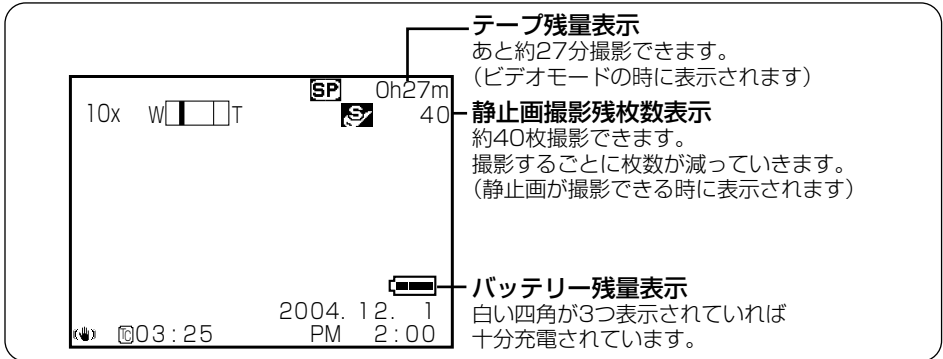 テープ残量表示
あと約27分撮影できます。
（ビデオモードの時に表示されます）
SP 0h27m
10x W T S 40
静止画撮影残枚数表示
約40枚撮影できます。
撮影するごとに枚数が減っていきます。
（静止画が撮影できる時に表示されます）
バッテリー残量表示
白い四角が3つ表示されていれば
十分充電されています。
2004. 12. 1
TC 03:25 PM 2:00